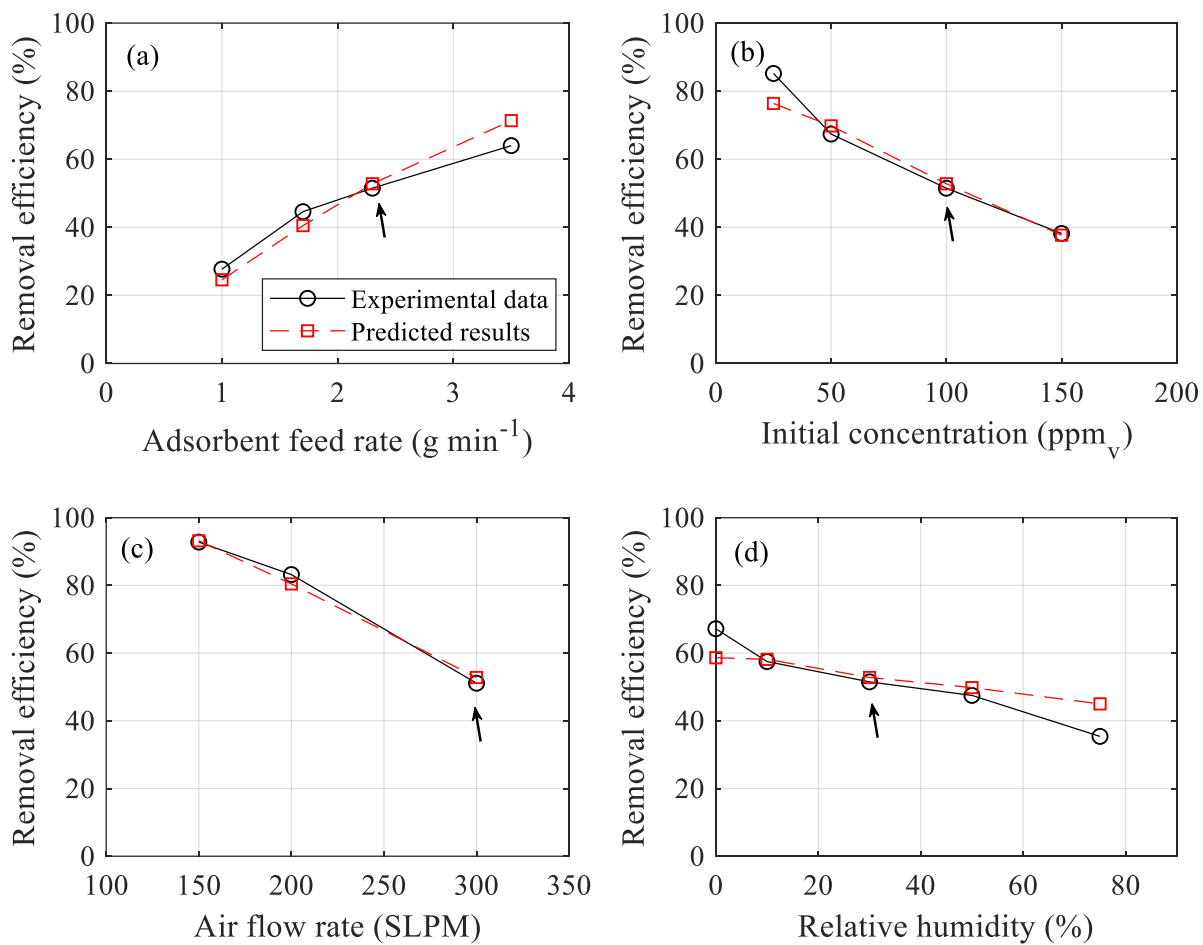 (a)
Removal efficiency (%)
100
80
60
40
20
0
Experimental data
Predicted results
0 1 2 3 4
Adsorbent feed rate (g min⁻¹)
(b)
Removal efficiency (%)
100
80
60
40
20
0
0 50 100 150 200
Initial concentration (ppmᵥ)
(c)
Removal efficiency (%)
100
80
60
40
20
0
100 150 200 250 300 350
Air flow rate (SLPM)
(d)
Removal efficiency (%)
100
80
60
40
20
0
0 20 40 60 80
Relative humidity (%)